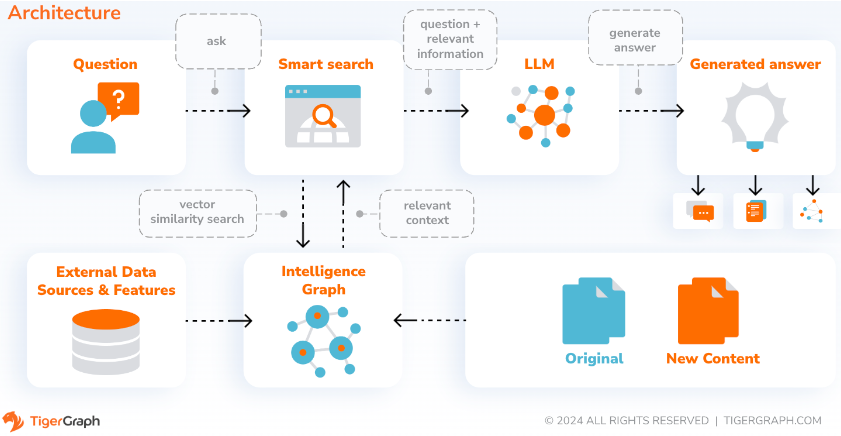 Architecture
ask
question +
relevant
information
generate
answer
Question
Smart search
LLM
Generated answer
?
vector
similarity search
relevant
context
External Data
Sources & Features
Intelligence
Graph
Original
New Content
TigerGraph
© 2024 ALL RIGHTS RESERVED | TIGERGRAPH.COM